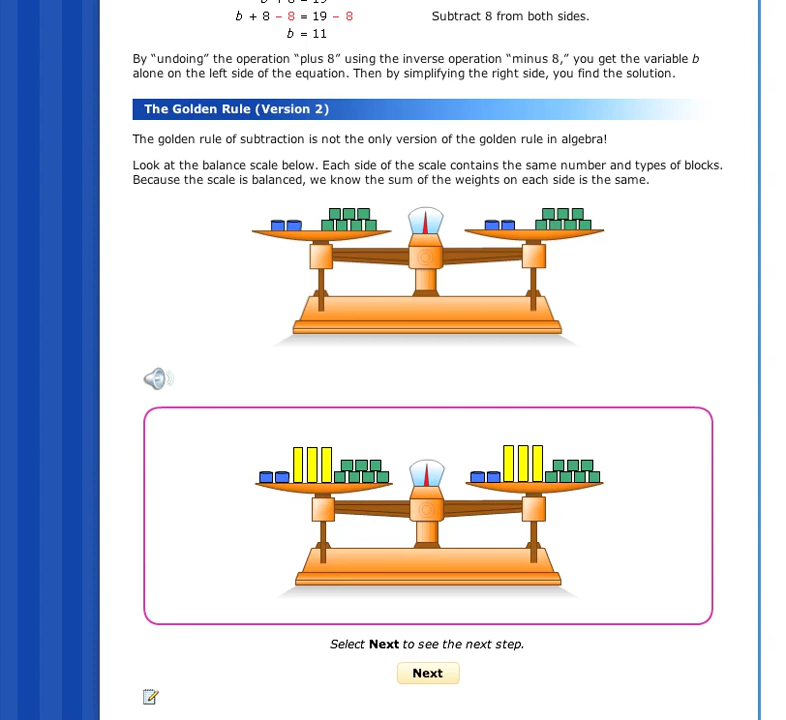 b + 8 = 19
b + 8 – 8 = 19 – 8 Subtract 8 from both sides.
b = 11
By “undoing” the operation “plus 8” using the inverse operation “minus 8,” you get the variable b
alone on the left side of the equation. Then by simplifying the right side, you find the solution.
The Golden Rule (Version 2)
The golden rule of subtraction is not the only version of the golden rule in algebra!
Look at the balance scale below. Each side of the scale contains the same number and types of blocks.
Because the scale is balanced, we know the sum of the weights on each side is the same.
Select Next to see the next step.
Next